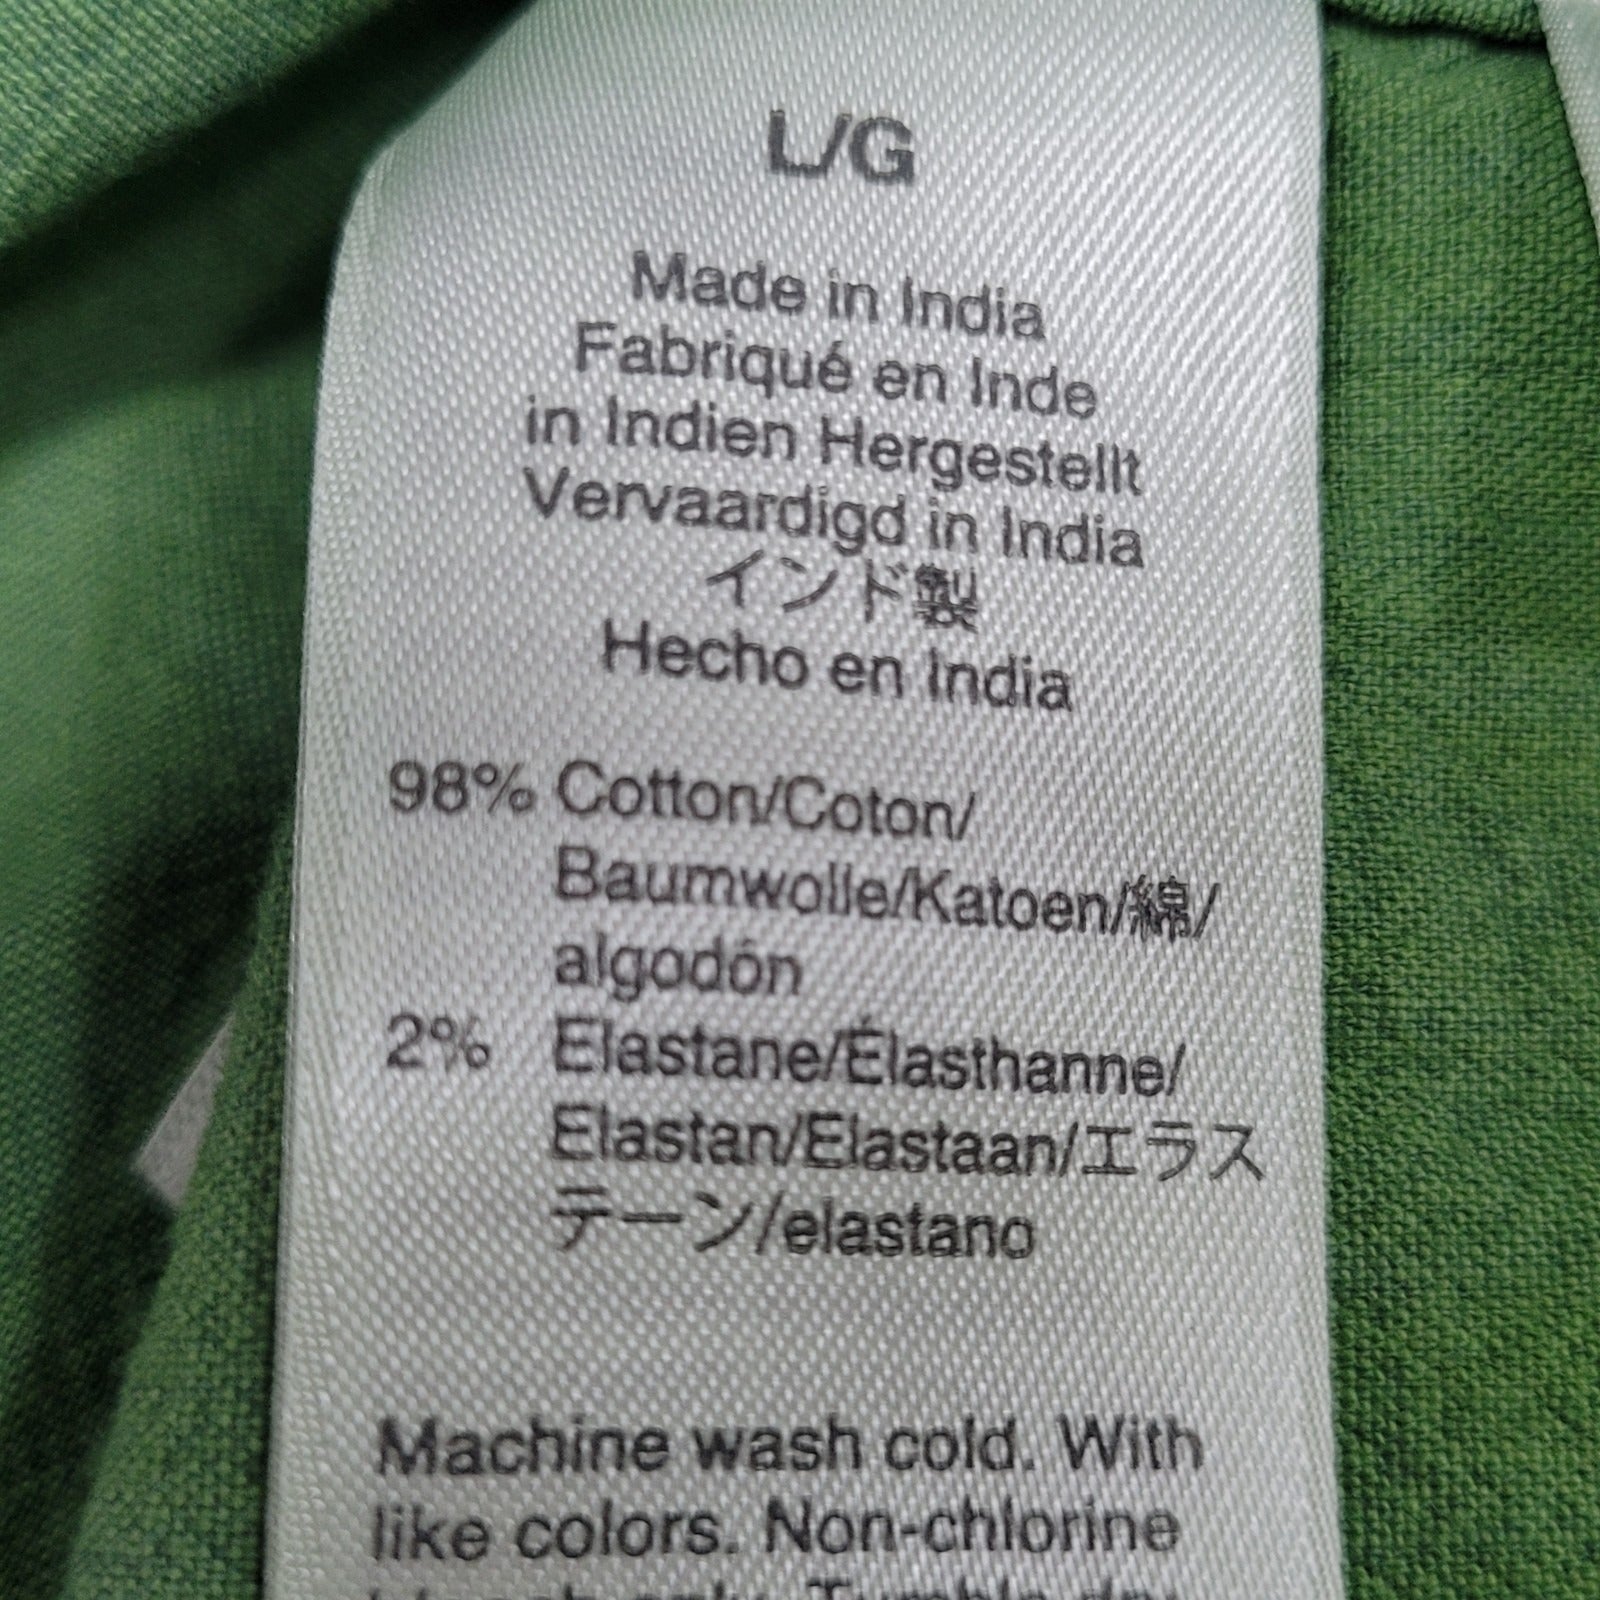 L/G
Made in India
Fabriqué en Inde
in Indien Hergestellt
Vervaardigd in India
インド製
Hecho en India
98% Cotton/Coton/
Baumwolle/Katoen/綿/
algodón
2% Elastane/Élasthanne/
Elastan/Elastaan/エラス
テーン/elastano
Machine wash cold. With
like colors. Non-chlorine